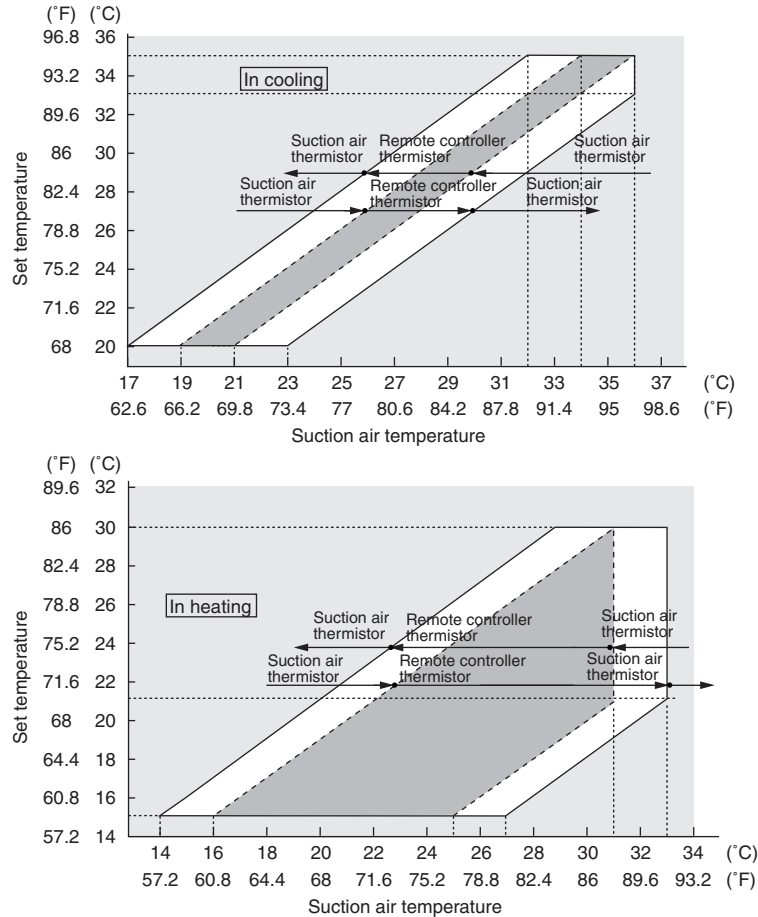 (˚F) (˚C)
96.8 36
93.2 34
89.6 32
86 30
82.4 28
78.8 26
75.2 24
71.6 22
68 20
Set temperature
In cooling
Suction air
thermistor
Remote controller
thermistor
Suction air
thermistor
Suction air
thermistor
Remote controller
thermistor
Suction air
thermistor
17 19 21 23 25 27 29 31 33 35 37 (˚C)
62.6 66.2 69.8 73.4 77 80.6 84.2 87.8 91.4 95 98.6 (˚F)
Suction air temperature
(˚F) (˚C)
89.6 32
86 30
82.4 28
78.8 26
75.2 24
71.6 22
68 20
64.4 18
60.8 16
57.2 14
Set temperature
In heating
Suction air
thermistor
Remote controller
thermistor
Suction air
thermistor
Suction air
thermistor
Remote controller
thermistor
Suction air
thermistor
14 16 18 20 22 24 26 28 30 32 34 (˚C)
57.2 60.8 64.4 68 71.6 75.2 78.8 82.4 86 89.6 93.2 (˚F)
Suction air temperature